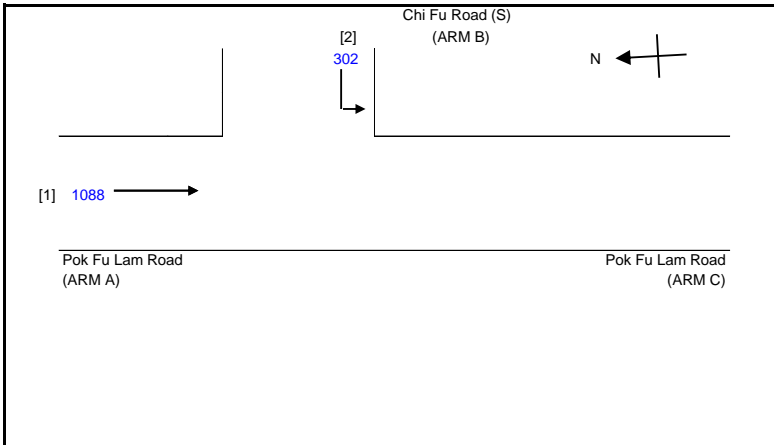 Chi Fu Road (S)
[2] (ARM B)
302
N
[1] 1088
Pok Fu Lam Road
(ARM A)
Pok Fu Lam Road
(ARM C)